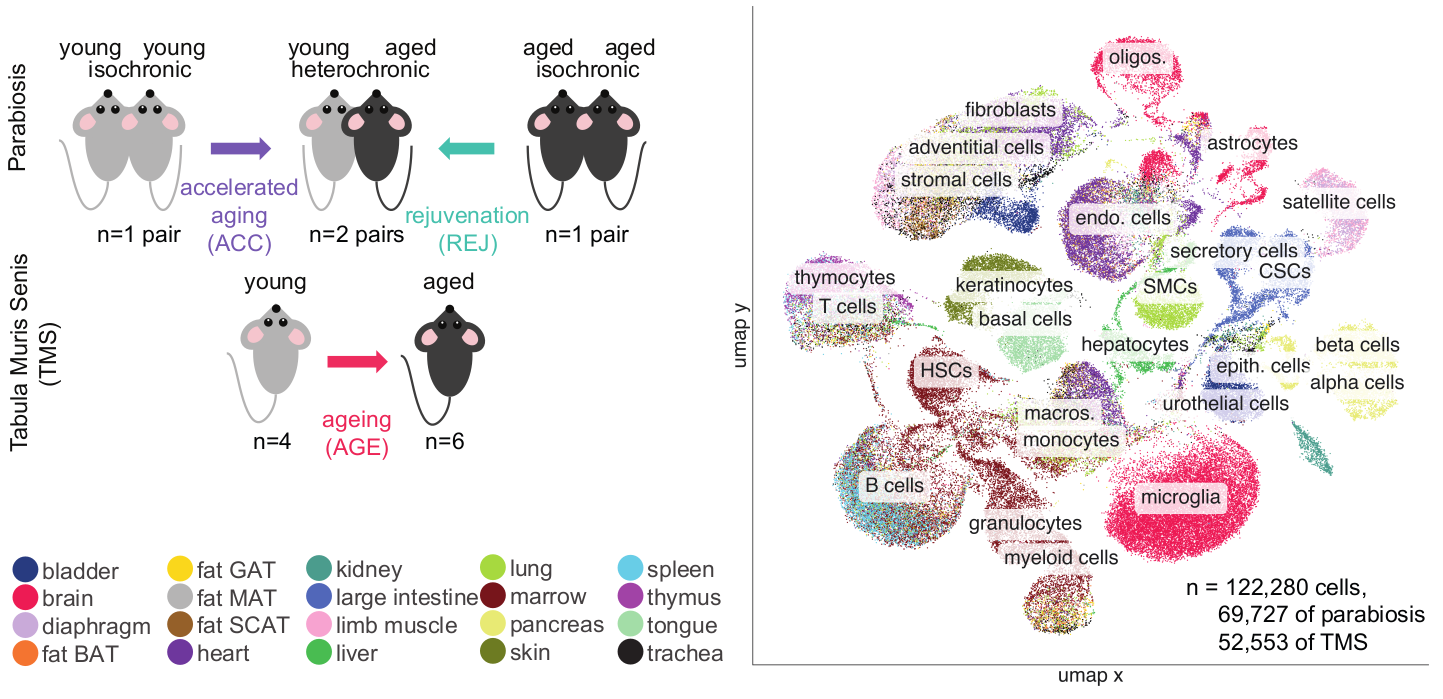 Parabiosis
young young
isochronic
young aged
heterochronic
aged aged
isochronic
accelerated
aging
(ACC)
rejuvenation
(REJ)
n=1 pair
n=2 pairs
n=1 pair
Tabula Muris Senis
(TMS)
young
aged
ageing
(AGE)
n=4
n=6
bladder
brain
diaphragm
fat BAT
fat GAT
fat MAT
fat SCAT
heart
kidney
large intestine
limb muscle
liver
lung
marrow
pancreas
skin
spleen
thymus
tongue
trachea
umap y
oligos.
fibroblasts
adventitial cells
stromal cells
astrocytes
satellite cells
endo. cells
secretory cells
CSCs
thymocytes
T cells
keratinocytes
basal cells
SMCs
hepatocytes
beta cells
epith. cells
alpha cells
HSCs
urothelial cells
macros.
monocytes
B cells
microglia
granulocytes
myeloid cells
n = 122,280 cells,
69,727 of parabiosis
52,553 of TMS
umap x